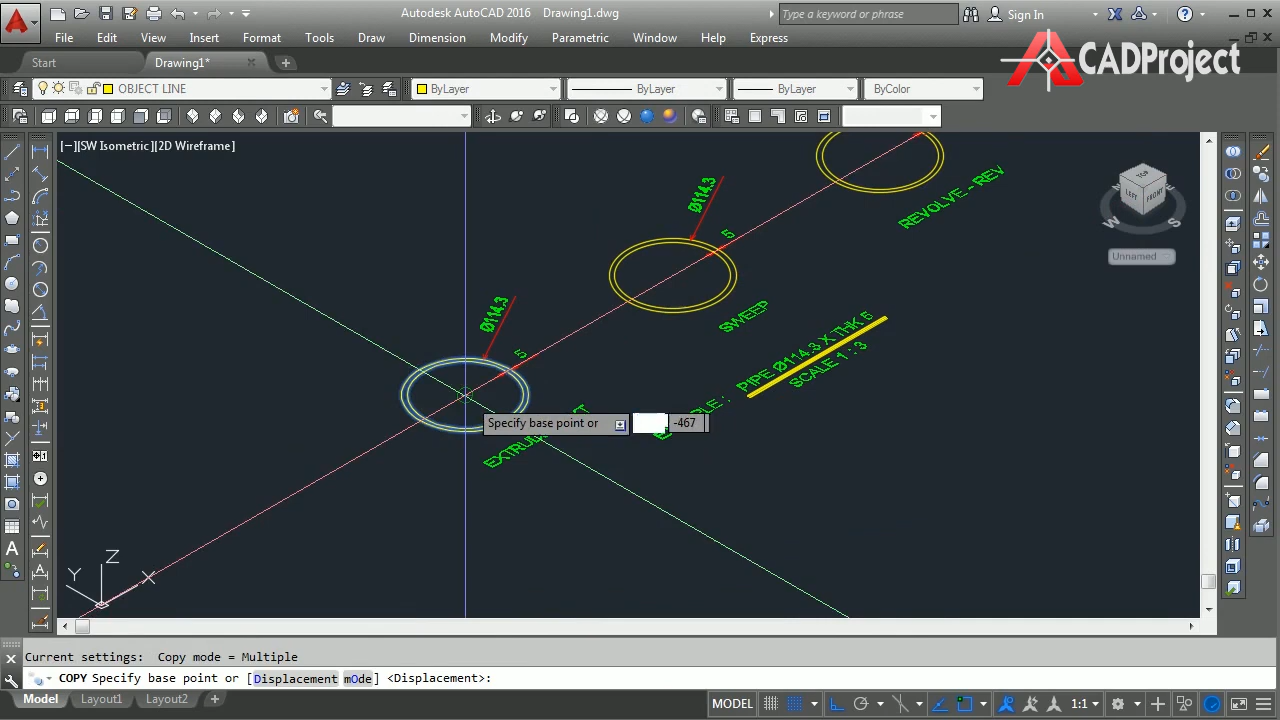 Autodesk AutoCAD 2016 Drawing1.dwg
Type a keyword or phrase
Sign In
File Edit View Insert Format Tools Draw Dimension Modify Parametric Window Help Express
Start
Drawing1*
ACADProject
OBJECT LINE
ByLayer
ByLayer
ByLayer
ByColor
[−][SW Isometric][2D Wireframe]
TOP
LEFT
FRONT
W
S
Unnamed
REVOLVE - REV
Ø114.3
5
SWEEP
Ø114.3
5
PIPE Ø114.3 X THK 5
SCALE 1 : 3
Specify base point or
-467
Z
Y
X
Current settings: Copy mode = Multiple
COPY Specify base point or [Displacement mOde] <Displacement>:
Model
Layout1
Layout2
MODEL
1:1